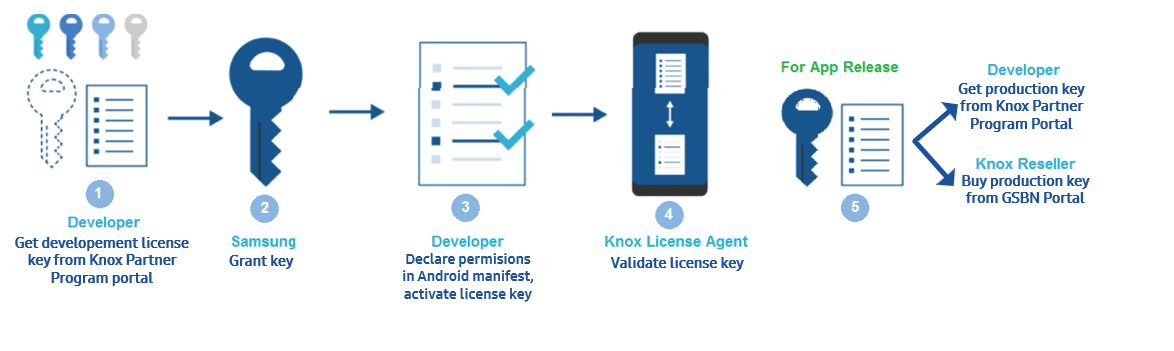 1
Developer
Get developement license
key from Knox Partner
Program portal
2
Samsung
Grant key
3
Developer
Declare permisions
in Android manifest,
activate license key
4
Knox License Agent
Validate license key
For App Release
5
Developer
Get production key
from Knox Partner
Program Portal
Knox Reseller
Buy production key
from GSBN Portal